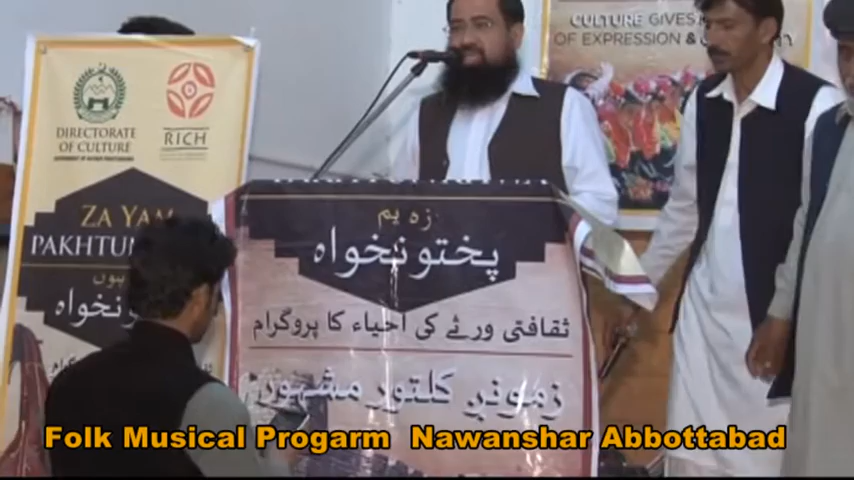 CULTURE GIVES
OF EXPRESSION &
DIRECTORATE
OF CULTURE
RICH
ZA YAM
PAKHTUN
نخواہ
زہ یم
پختونخواہ
ثقافتی ورثے کی احیاء کا پروگرام
زمونږ کلتور
Folk Musical Progarm Nawanshar Abbottabad